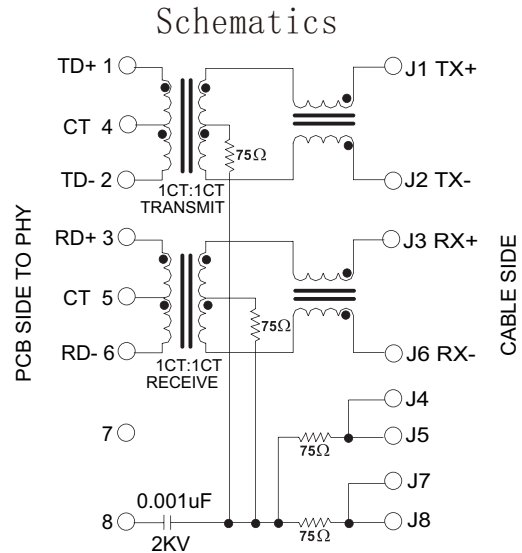 Schematics
TD+ 1
J1 TX+
CT 4
75Ω
TD- 2
J2 TX-
1CT:1CT
TRANSMIT
RD+ 3
J3 RX+
CT 5
75Ω
RD- 6
J6 RX-
1CT:1CT
RECEIVE
PCB SIDE TO PHY
CABLE SIDE
J4
7
J5
75Ω
J7
0.001uF
8
J8
2KV
75Ω